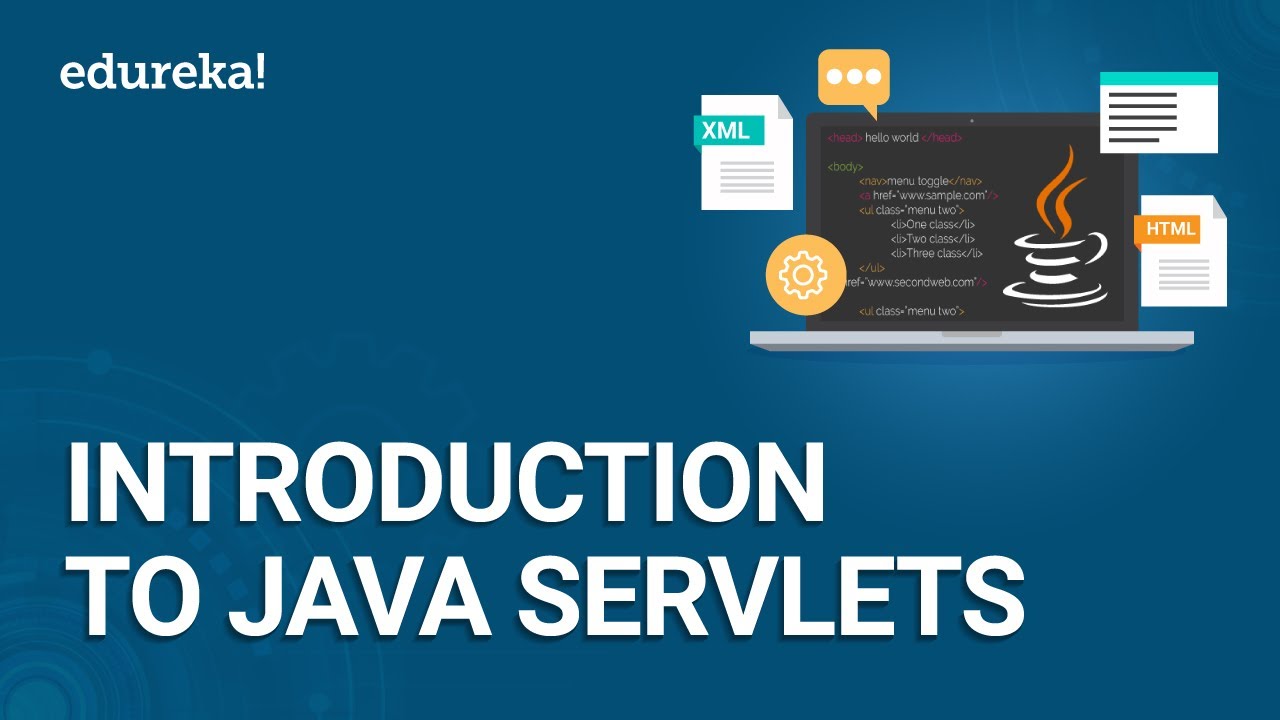 edureka!
XML
<head> hello world </head>
<body>
<nav>menu toggle</nav>
<a href="www.sample.com"/>
<ul class="menu two">
<li>One class</li>
<li>Two class</li>
<li>Three class</li>
</ul>
href="www.secondweb.com"/>
<ul class="menu two">
HTML
INTRODUCTION
TO JAVA SERVLETS